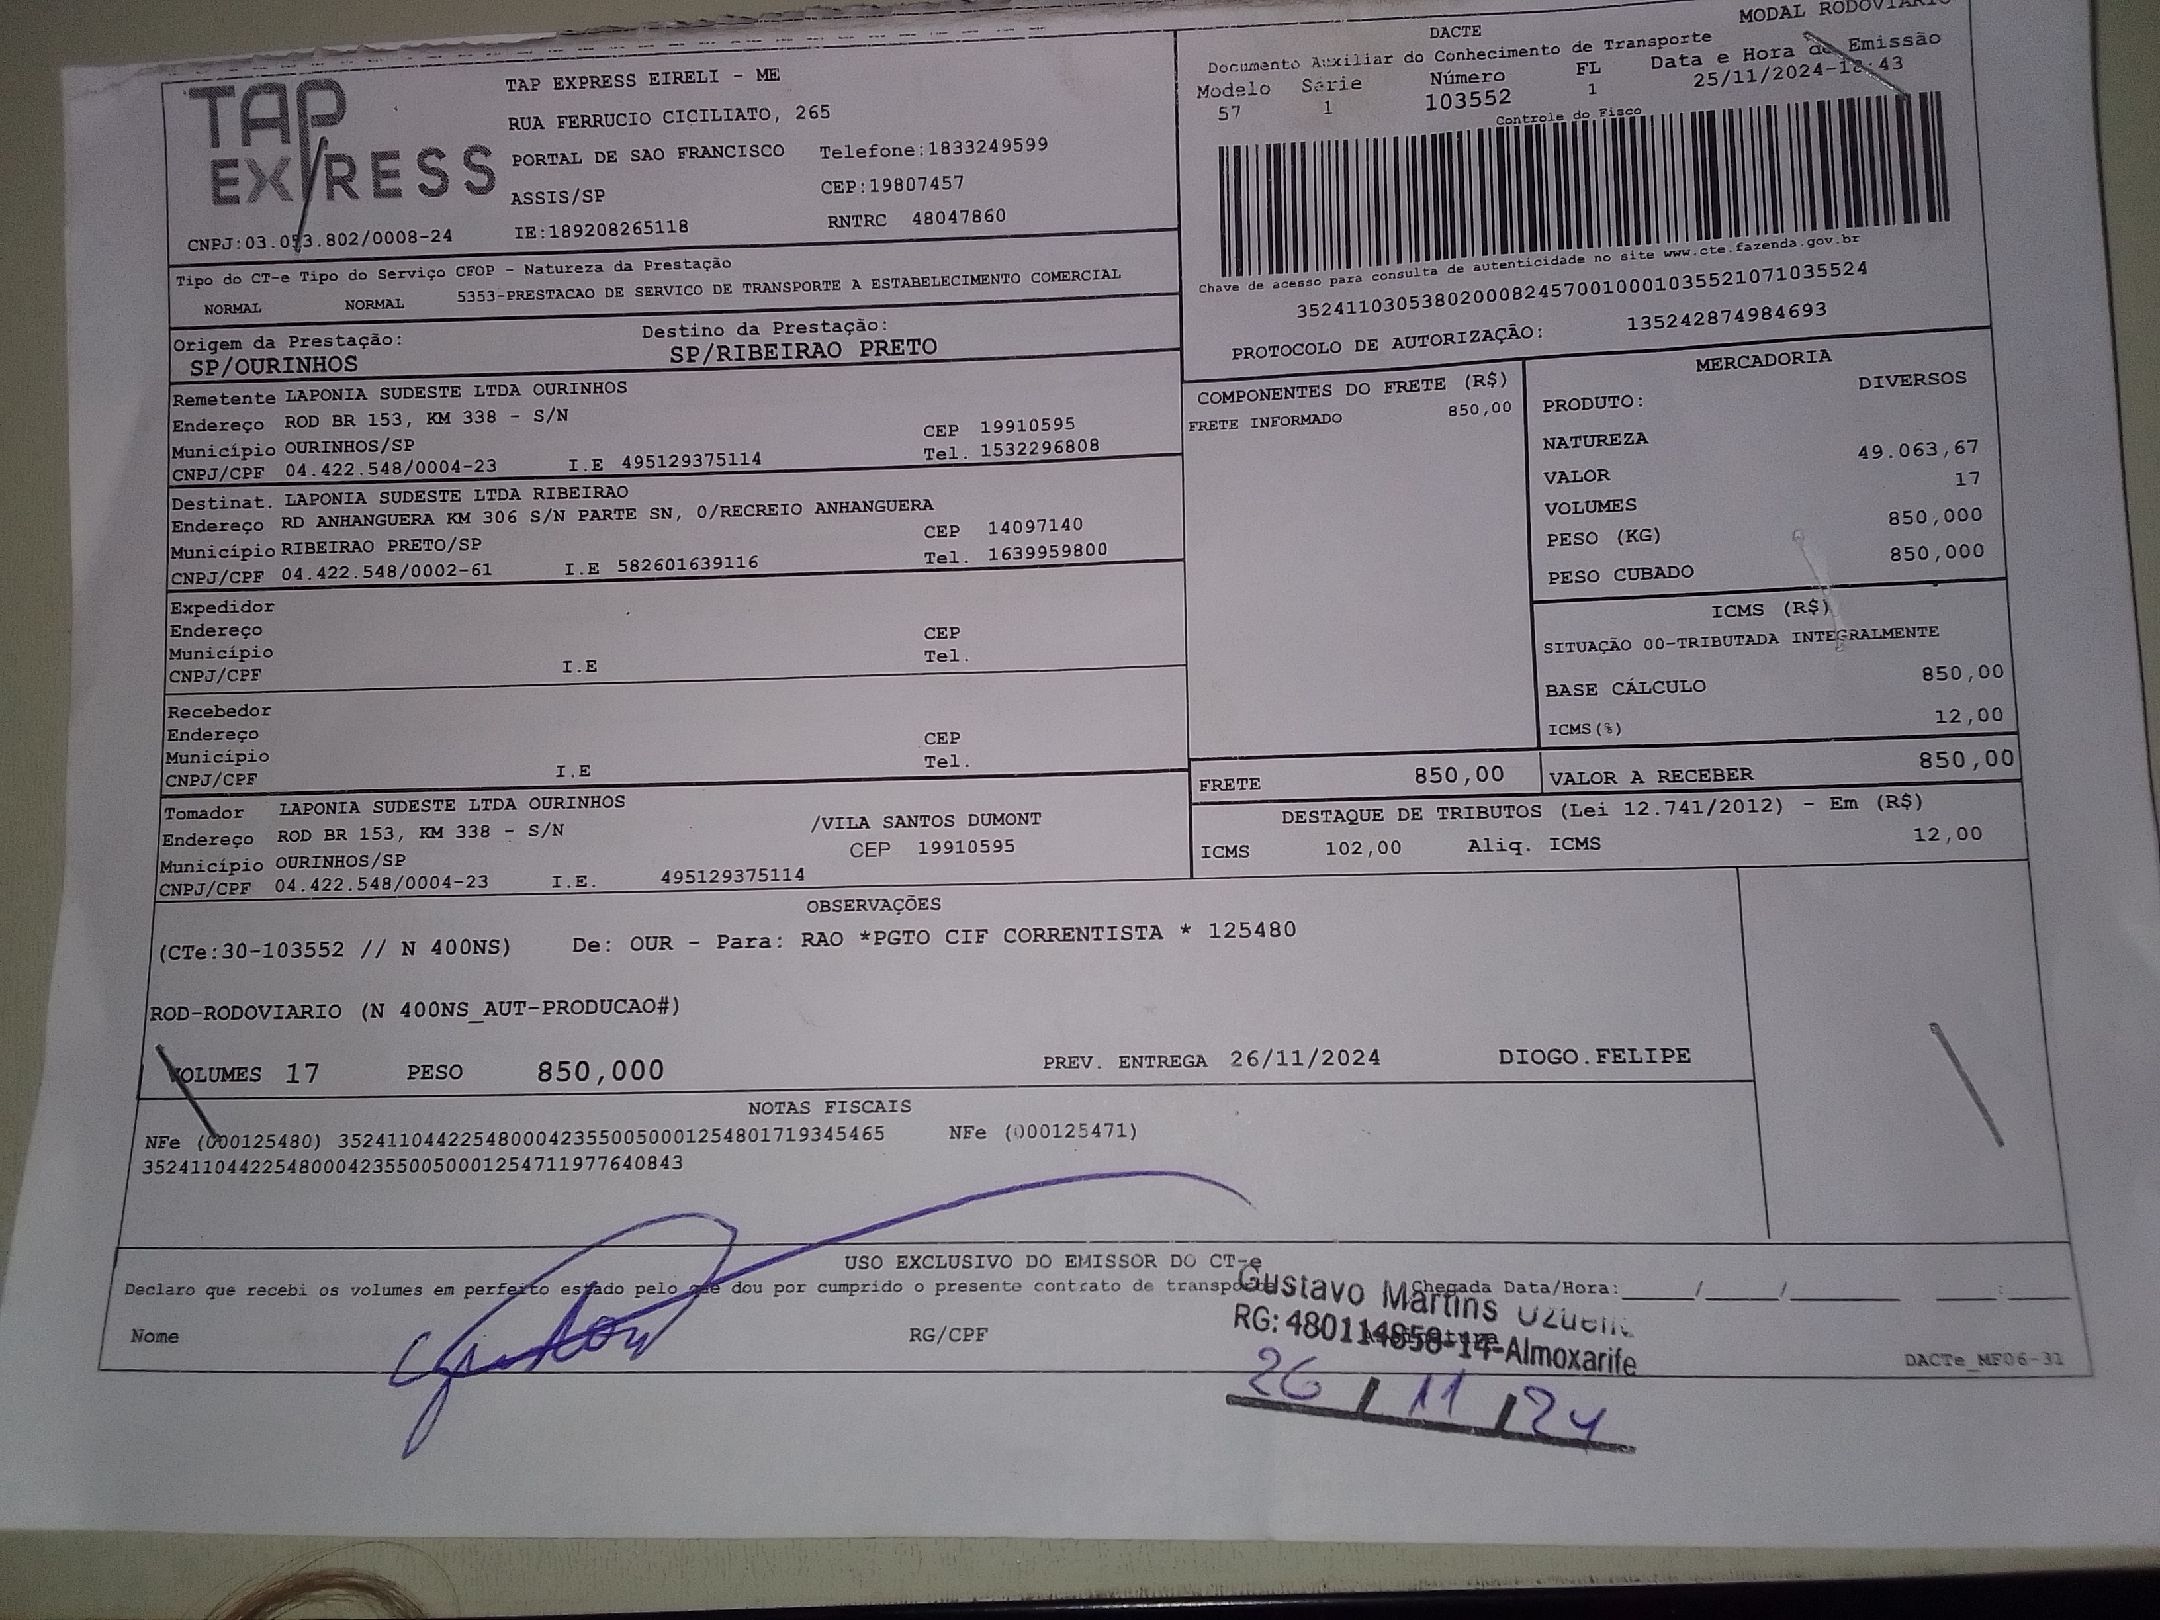 TAP
EXPRESS
TAP EXPRESS EIRELI - ME
RUA FERRUCIO CICILIATO, 265
PORTAL DE SAO FRANCISCO Telefone:1833249599
ASSIS/SP CEP:19807457
CNPJ:03.053.802/0008-24 IE:189208265118 RNTRC 48047860
MODAL RODOVIARIO
DACTE
Documento Auxiliar do Conhecimento de Transporte
Modelo Série Número FL Data e Hora de Emissão
57 1 103552 1 25/11/2024-18:43
Controle do Fisco
Chave de acesso para consulta de autenticidade no site www.cte.fazenda.gov.br
35241103053802000824570010001035521071035524
PROTOCOLO DE AUTORIZAÇÃO: 135242874984693
Tipo do CT-e Tipo do Serviço CFOP - Natureza da Prestação
NORMAL NORMAL 5353-PRESTACAO DE SERVICO DE TRANSPORTE A ESTABELECIMENTO COMERCIAL
Origem da Prestação: Destino da Prestação:
SP/OURINHOS SP/RIBEIRAO PRETO
Remetente LAPONIA SUDESTE LTDA OURINHOS
Endereço ROD BR 153, KM 338 - S/N
Município OURINHOS/SP CEP 19910595
CNPJ/CPF 04.422.548/0004-23 I.E 495129375114 Tel. 1532296808
Destinat. LAPONIA SUDESTE LTDA RIBEIRAO
Endereço RD ANHANGUERA KM 306 S/N PARTE SN, 0/RECREIO ANHANGUERA
Município RIBEIRAO PRETO/SP CEP 14097140
CNPJ/CPF 04.422.548/0002-61 I.E 582601639116 Tel. 1639959800
Expedidor
Endereço
Município CEP
CNPJ/CPF I.E Tel.
Recebedor
Endereço
Município CEP
CNPJ/CPF I.E Tel.
Tomador LAPONIA SUDESTE LTDA OURINHOS
Endereço ROD BR 153, KM 338 - S/N /VILA SANTOS DUMONT
Município OURINHOS/SP CEP 19910595
CNPJ/CPF 04.422.548/0004-23 I.E. 495129375114
COMPONENTES DO FRETE (R$)
FRETE INFORMADO 850,00
MERCADORIA
PRODUTO: DIVERSOS
NATUREZA
VALOR 49.063,67
VOLUMES 17
PESO (KG) 850,000
PESO CUBADO 850,000
ICMS (R$)
SITUAÇÃO 00-TRIBUTADA INTEGRALMENTE
BASE CÁLCULO 850,00
ICMS(%) 12,00
FRETE 850,00 VALOR A RECEBER 850,00
DESTAQUE DE TRIBUTOS (Lei 12.741/2012) - Em (R$)
ICMS 102,00 Aliq. ICMS 12,00
OBSERVAÇÕES
(CTe:30-103552 // N 400NS) De: OUR - Para: RAO *PGTO CIF CORRENTISTA * 125480
ROD-RODOVIARIO (N 400NS_AUT-PRODUCAO#)
VOLUMES 17 PESO 850,000 PREV. ENTREGA 26/11/2024 DIOGO.FELIPE
NOTAS FISCAIS
NFe (000125480) 35241104422548000423550050001254801719345465 NFe (000125471)
35241104422548000423550050001254711977640843
USO EXCLUSIVO DO EMISSOR DO CT-e
Declaro que recebi os volumes em perfeito estado pelo que dou por cumprido o presente contrato de transporte Chegada Data/Hora:_____/_____/_______ ____:____
Nome RG/CPF Assinatura
Gustavo Martins
RG: 480114858-14-Almoxarife
26/11/24
DACTe_MF06-31